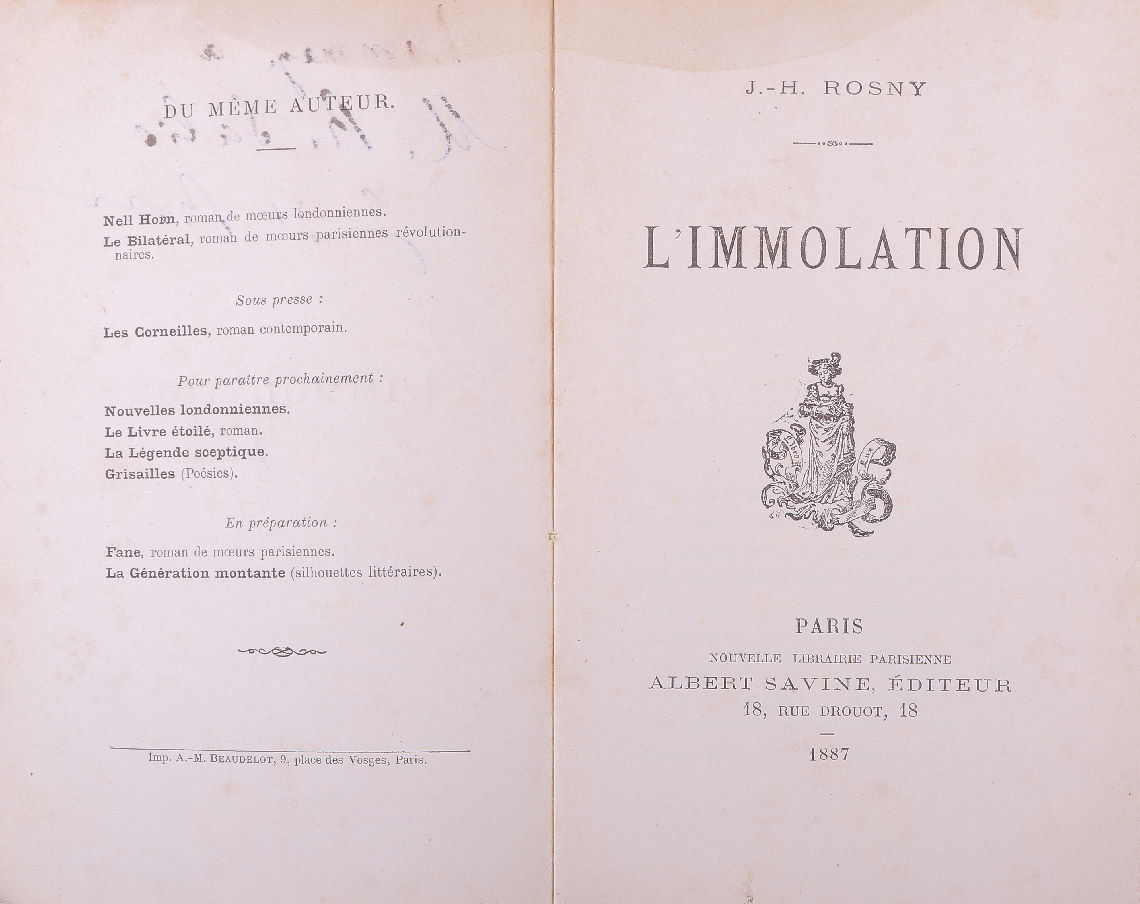 DU MÊME AUTEUR.
Nell Horn, roman de mœurs londonniennes.
Le Bilatéral, roman de mœurs parisiennes révolution-
naires.
Sous presse :
Les Corneilles, roman contemporain.
Pour paraître prochainement :
Nouvelles londonniennes.
Le Livre étoilé, roman.
La Légende sceptique.
Grisailles (Poésies).
En préparation :
Fane, roman de mœurs parisiennes.
La Génération montante (silhouettes littéraires).
Imp. A.-M. BEAUDELOT, 9, place des Vosges, Paris.
J.-H. ROSNY
L'IMMOLATION
PARIS
NOUVELLE LIBRAIRIE PARISIENNE
ALBERT SAVINE, ÉDITEUR
18, RUE DROUOT, 18
1887